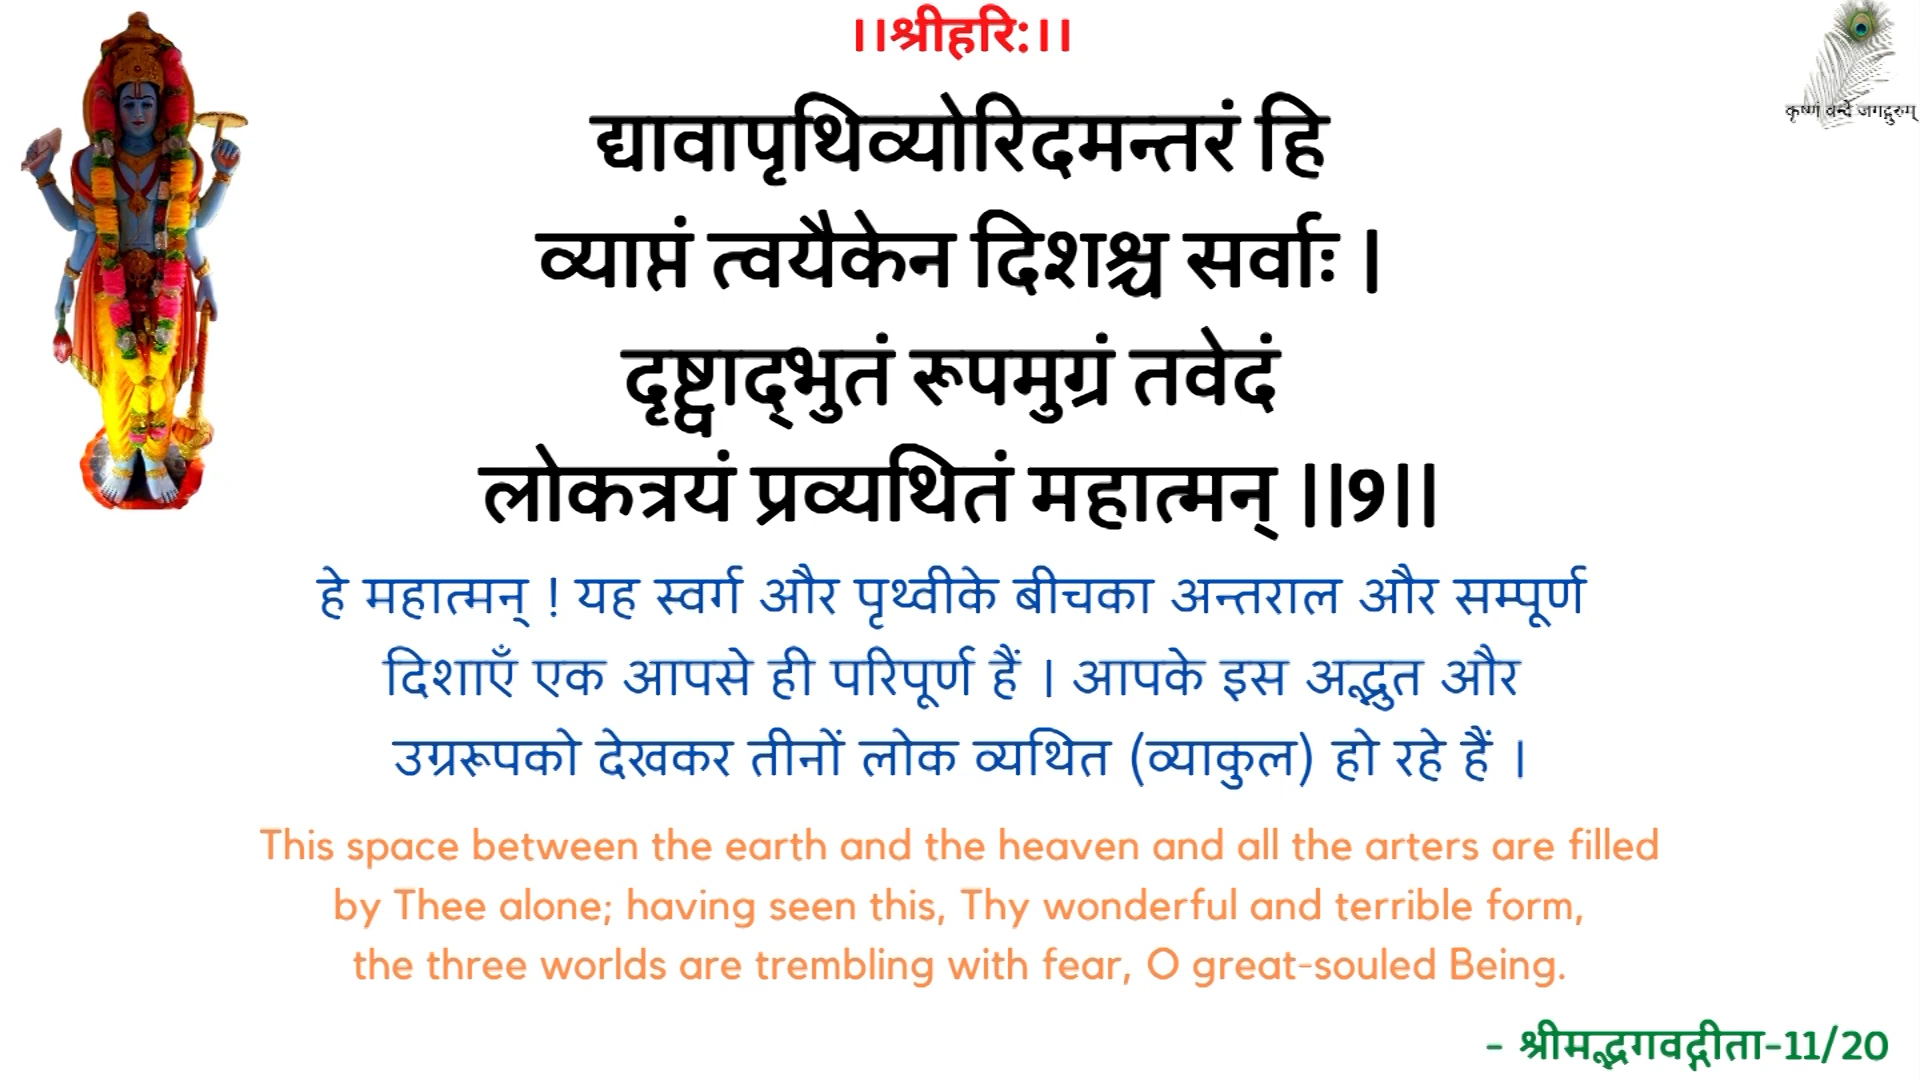 ।।श्रीहरि:।।
कृष्णं वन्दे जगद्गुरुम्
द्यावापृथिव्योरिदमन्तरं हि
व्याप्तं त्वयैकेन दिशश्च सर्वाः |
दृष्ट्वाद्भुतं रूपमुग्रं तवेदं
लोकत्रयं प्रव्यथितं महात्मन् ||७||
हे महात्मन् ! यह स्वर्ग और पृथ्वीके बीचका अन्तराल और सम्पूर्ण
दिशाएँ एक आपसे ही परिपूर्ण हैं । आपके इस अद्भुत और
उग्ररूपको देखकर तीनों लोक व्यथित (व्याकुल) हो रहे हैं ।
This space between the earth and the heaven and all the arters are filled
by Thee alone; having seen this, Thy wonderful and terrible form,
the three worlds are trembling with fear, O great-souled Being.
- श्रीमद्भगवद्गीता-11/20